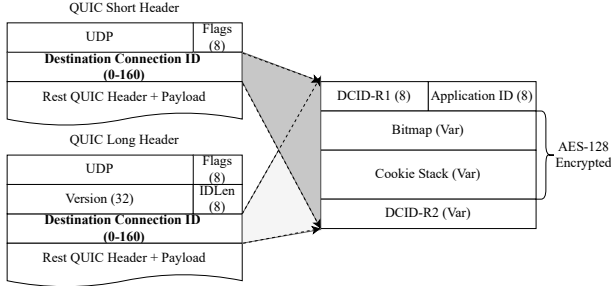 QUIC Short Header
UDP
Flags
(8)
Destination Connection ID
(0-160)
Rest QUIC Header + Payload
QUIC Long Header
UDP
Flags
(8)
Version (32)
IDLen
(8)
Destination Connection ID
(0-160)
Rest QUIC Header + Payload
DCID-R1 (8)
Application ID (8)
Bitmap (Var)
Cookie Stack (Var)
DCID-R2 (Var)
AES-128
Encrypted